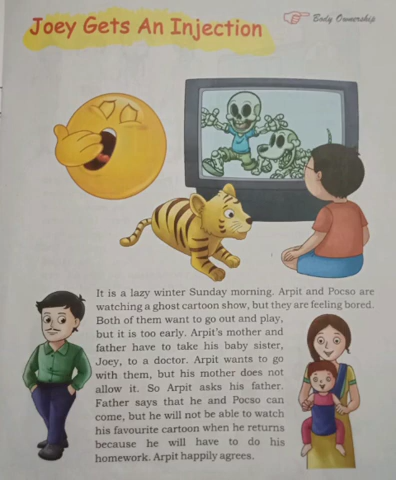 Joey Gets An Injection
Body Ownership
It is a lazy winter Sunday morning. Arpit and Pocso are
watching a ghost cartoon show, but they are feeling bored.
Both of them want to go out and play,
but it is too early. Arpit's mother and
father have to take his baby sister,
Joey, to a doctor. Arpit wants to go
with them, but his mother does not
allow it. So Arpit asks his father.
Father says that he and Pocso can
come, but he will not be able to watch
his favourite cartoon when he returns
because he will have to do his
homework. Arpit happily agrees.